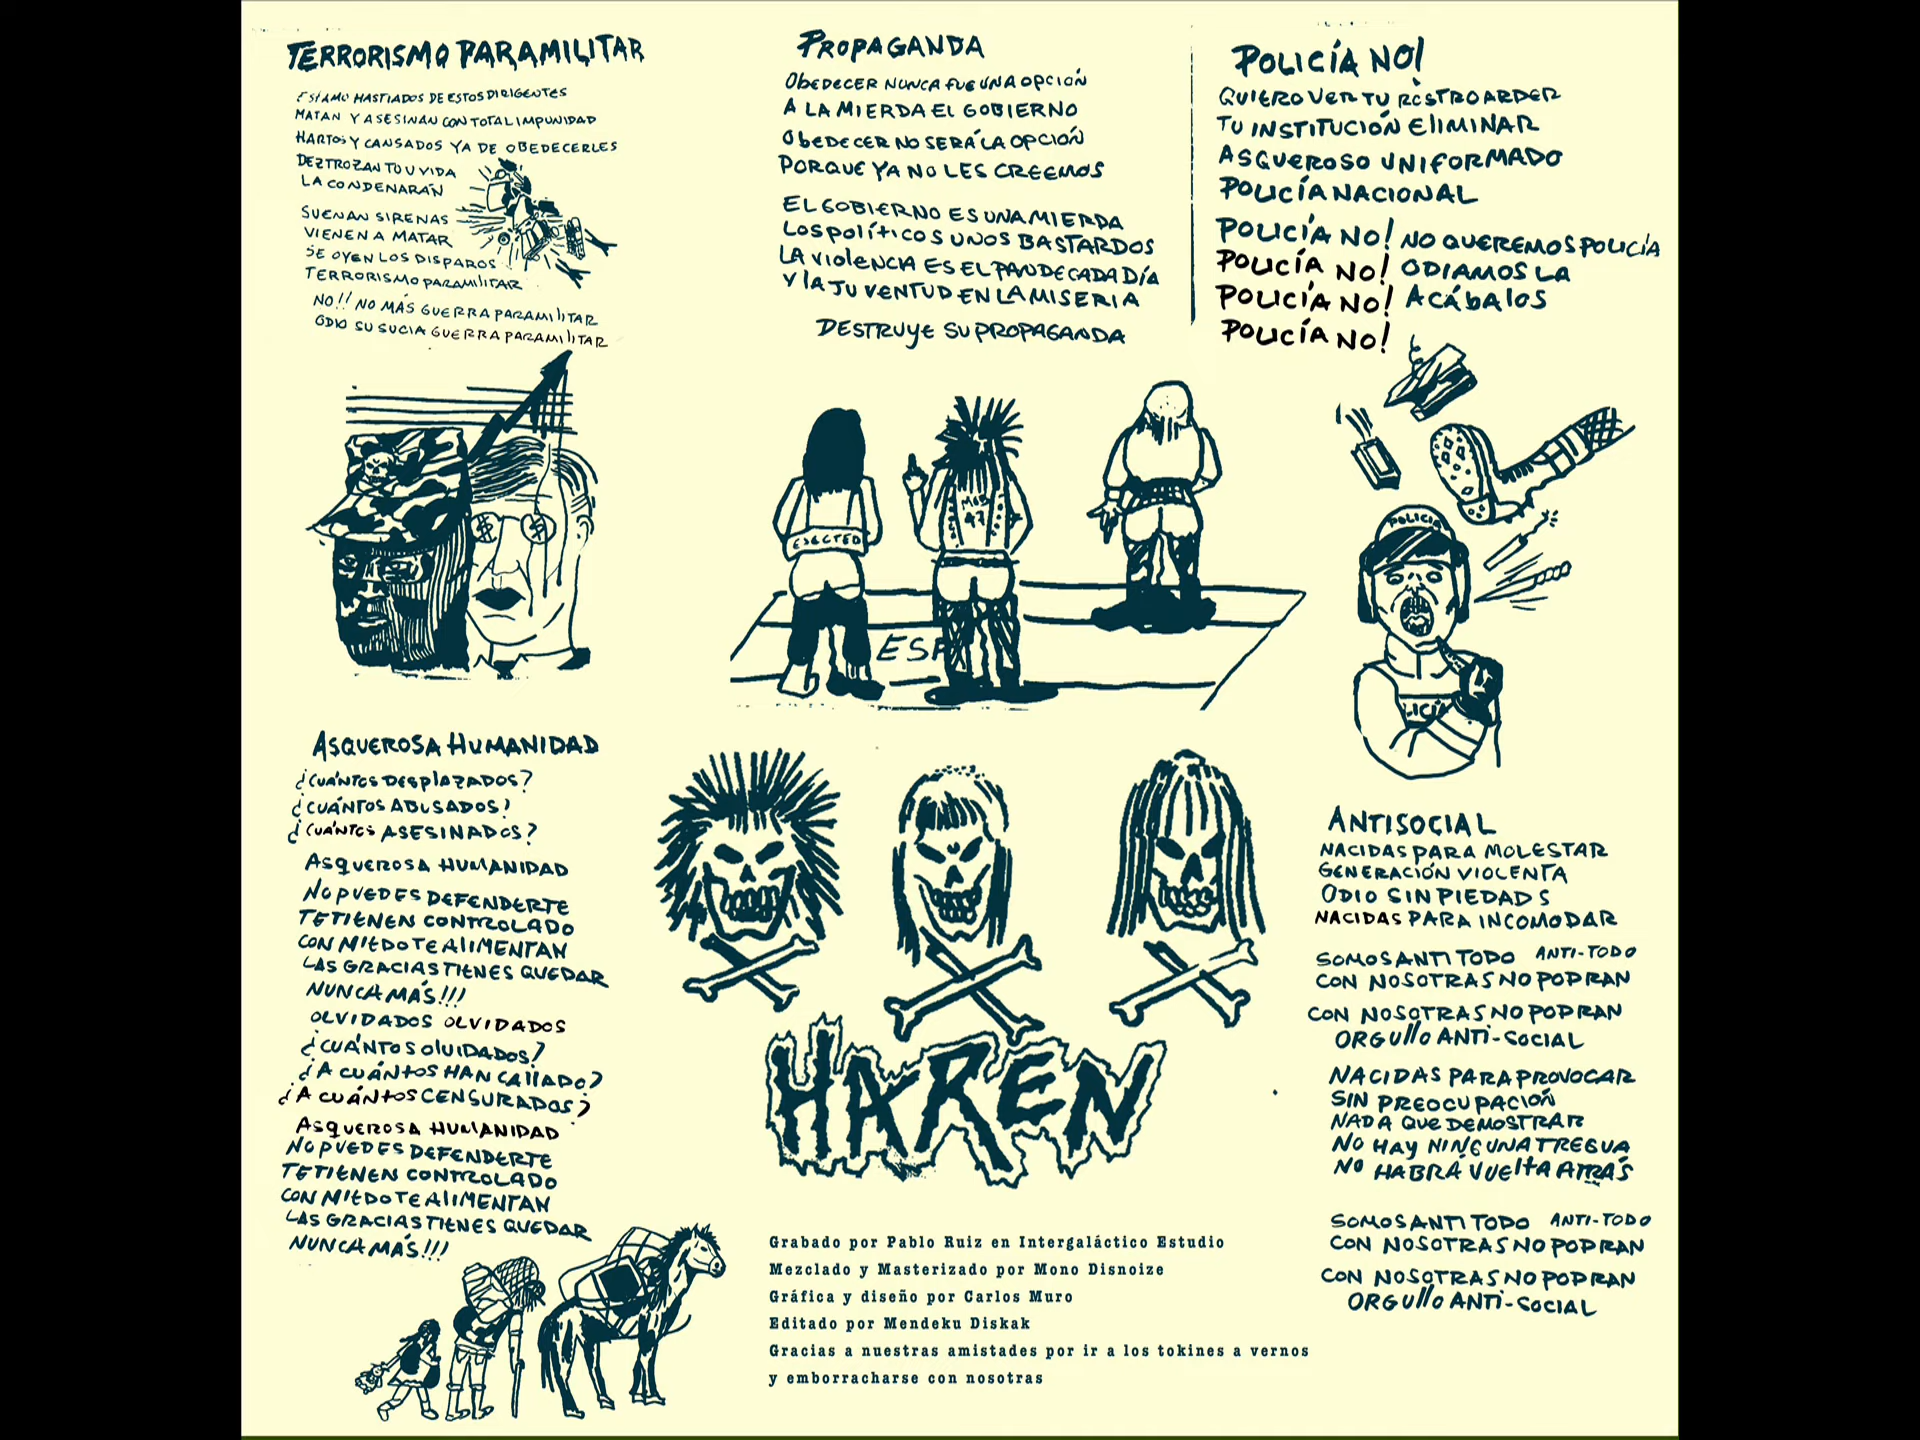 TERRORISMO PARAMILITAR
ESTAMO HASTIADOS DE ESTOS DIRIGENTES
MATAN Y ASESINAN CON TOTAL IMPUNIDAD
HARTOS Y CANSADOS YA DE OBEDECERLES
DEZTROZAN TO U VIDA
LA CONDENARÁN
SUENAN SIRENAS
VIENEN A MATAR
SE OYEN LOS DISPAROS
TERRORISMO PARAMILITAR
NO!! NO MÁS GUERRA PARAMILITAR
ODIO SU SUCIA GUERRA PARAMILITAR
PROPAGANDA
OBEDECER NUNCA FUE UNA OPCIÓN
A LA MIERDA EL GOBIERNO
OBEDECER NO SERÁ LA OPCIÓN
PORQUE YA NO LES CREEMOS
EL GOBIERNO ES UNA MIERDA
LOS POLÍTICOS UNOS BASTARDOS
LA VIOLENCIA ES EL PAN DE CADA DÍA
Y LA JUVENTUD EN LA MISERIA
DESTRUYE SU PROPAGANDA
POLICÍA NO!
QUIERO VER TU ROSTRO ARDER
TU INSTITUCIÓN ELIMINAR
ASQUEROSO UNIFORMADO
POLICÍA NACIONAL
POLICÍA NO! NO QUEREMOS POLICÍA
POLICÍA NO! ODIAMOS LA
POLICÍA NO! ACÁBALOS
POLICÍA NO!
EJECTED
MOB
47
ESP
POLICIA
LICÍA
ASQUEROSA HUMANIDAD
¿CUÁNTOS DESPLAZADOS?
¿CUÁNTOS ABUSADOS?
¿CUÁNTOS ASESINADOS?
ASQUEROSA HUMANIDAD
NO PUEDES DEFENDERTE
TE TIENEN CONTROLADO
CON MIEDO TE ALIMENTAN
LAS GRACIAS TIENES QUE DAR
NUNCA MÁS!!!
OLVIDADOS OLVIDADOS
¿CUÁNTOS OLVIDADOS?
¿A CUÁNTOS HAN CALLADO?
¿A CUÁNTOS CENSURADOS?
ASQUEROSA HUMANIDAD
NO PUEDES DEFENDERTE
TE TIENEN CONTROLADO
CON MIEDO TE ALIMENTAN
LAS GRACIAS TIENES QUE DAR
NUNCA MÁS!!!
HAREN
Grabado por Pablo Ruiz en Intergaláctico Estudio
Mezclado y Masterizado por Mono Disnoize
Gráfica y diseño por Carlos Muro
Editado por Mendeku Diskak
Gracias a nuestras amistades por ir a los tokines a vernos
y emborracharse con nosotras
ANTISOCIAL
NACIDAS PARA MOLESTAR
GENERACIÓN VIOLENTA
ODIO SIN PIEDAD S
NACIDAS PARA INCOMODAR
SOMOS ANTI TODO ANTI-TODO
CON NOSOTRAS NO PODRAN
CON NOSOTRAS NO PODRAN
ORGULLO ANTI-SOCIAL
NACIDAS PARA PROVOCAR
SIN PREOCUPACIÓN
NADA QUE DEMOSTRAR
NO HAY NINGUNA TREGUA
NO HABRÁ VUELTA ATRÁS
SOMOS ANTI TODO ANTI-TODO
CON NOSOTRAS NO PODRAN
CON NOSOTRAS NO PODRAN
ORGULLO ANTI-SOCIAL